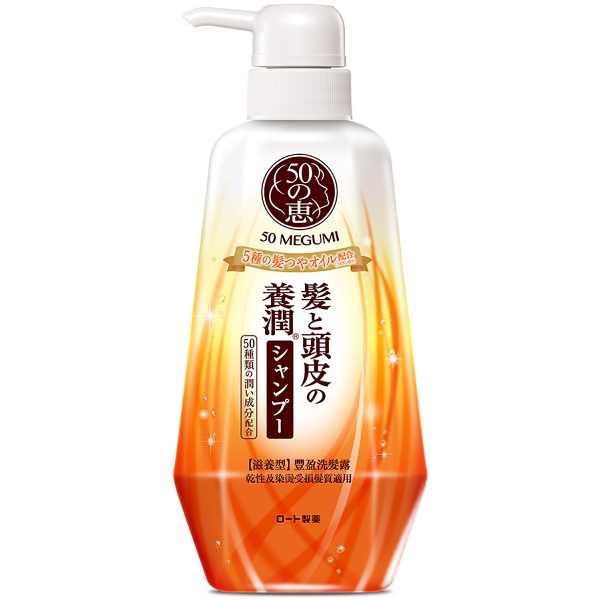 50の恵
50 MEGUMI
5種の髪つやオイル配合
髪と頭皮の
養潤®
シャンプー
50種類の潤い成分配合
【滋養型】豐盈洗髮露
乾性及染燙受損髮質適用
ロート製薬